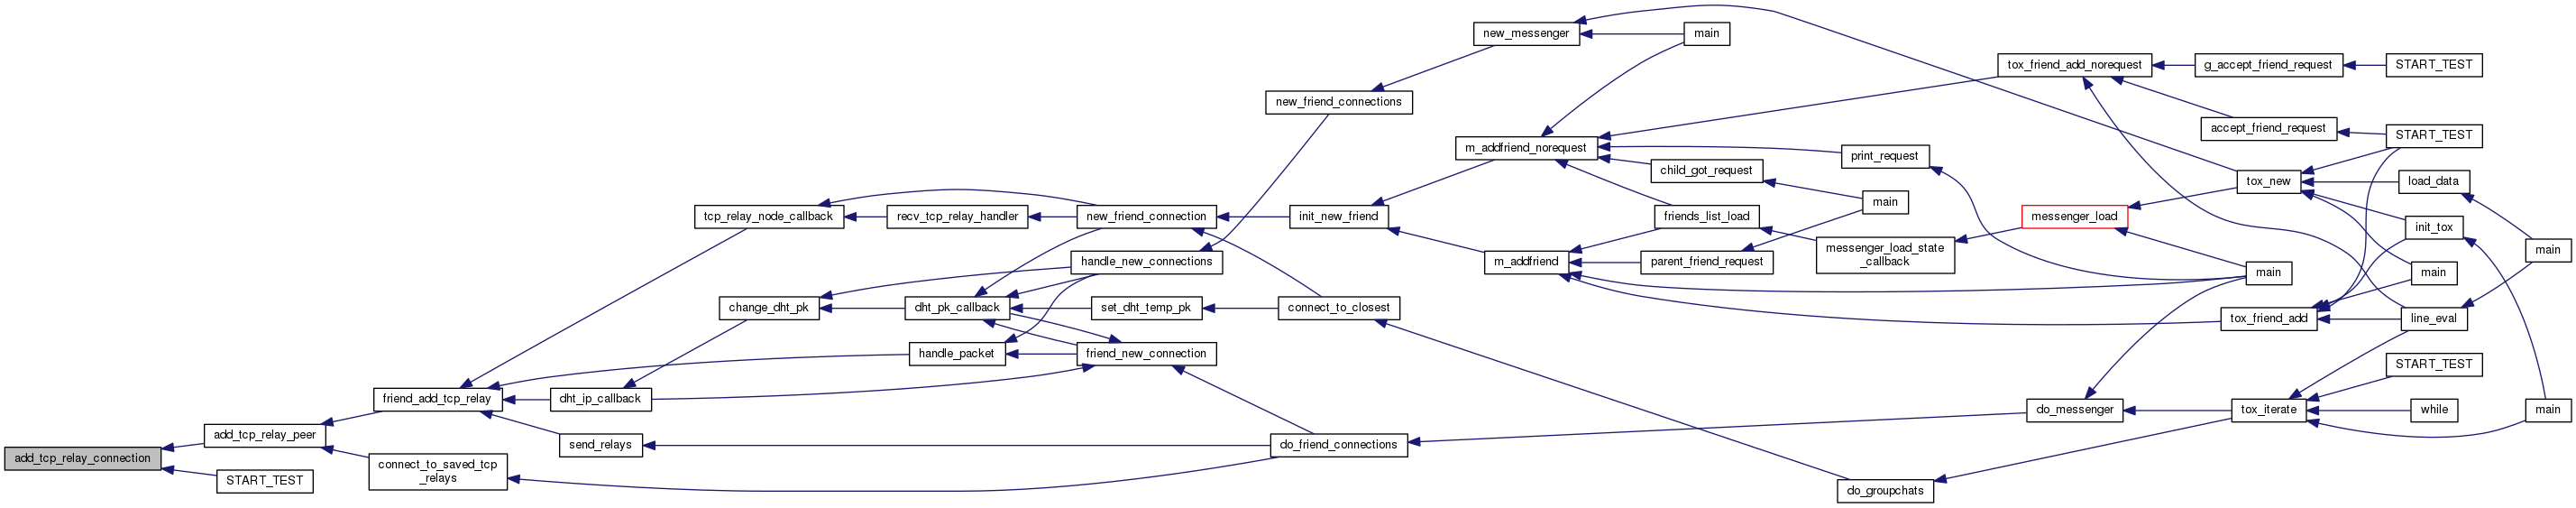 add_tcp_relay_connection
add_tcp_relay_peer
START_TEST
friend_add_tcp_relay
connect_to_saved_tcp
_relays
tcp_relay_node_callback
recv_tcp_relay_handler
change_dht_pk
handle_packet
dht_ip_callback
send_relays
dht_pk_callback
new_friend_connection
handle_new_connections
set_dht_temp_pk
friend_new_connection
new_friend_connections
init_new_friend
connect_to_closest
do_friend_connections
new_messenger
m_addfriend_norequest
m_addfriend
main
child_got_request
friends_list_load
parent_friend_request
print_request
main
messenger_load_state
_callback
do_groupchats
tox_friend_add_norequest
messenger_load
do_messenger
g_accept_friend_request
accept_friend_request
tox_new
main
tox_friend_add
tox_iterate
START_TEST
START_TEST
load_data
init_tox
main
line_eval
START_TEST
while
main
main